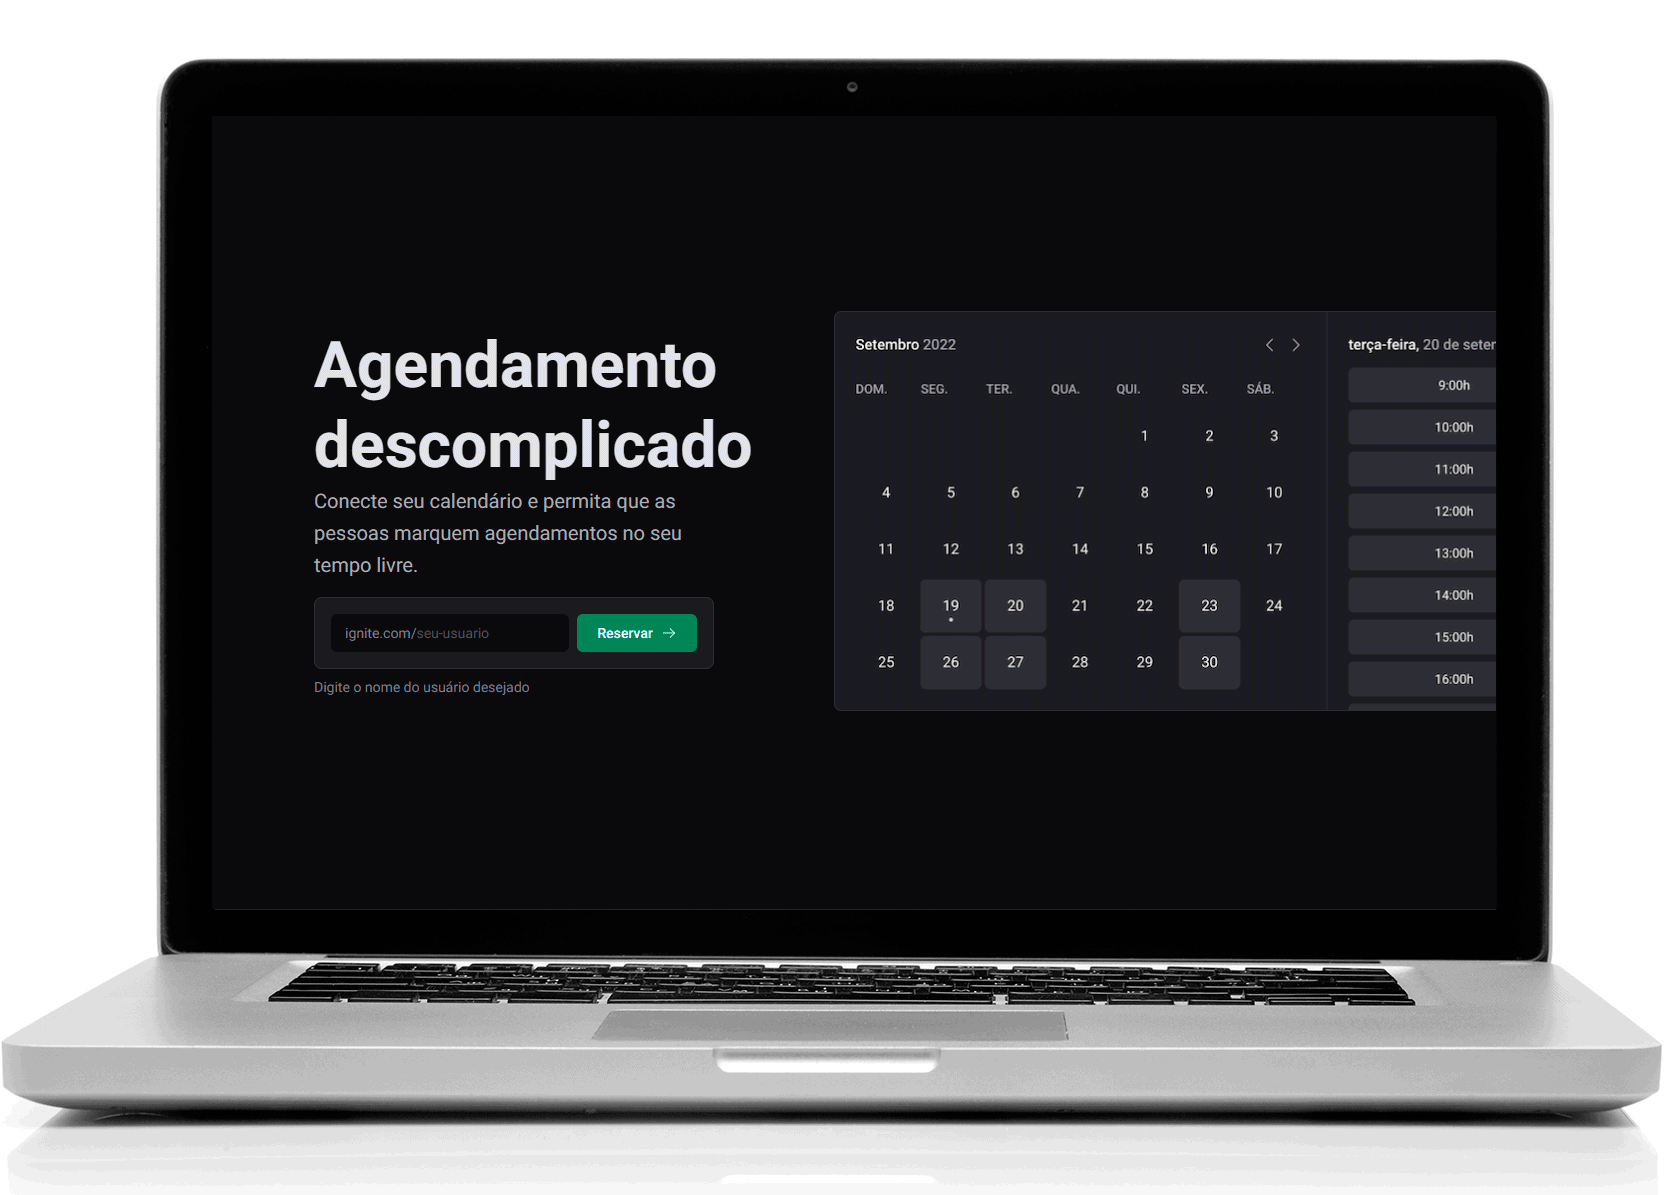 Agendamento
descomplicado
Conecte seu calendário e permita que as
pessoas marquem agendamentos no seu
tempo livre.
ignite.com/seu-usuario
Reservar →
Digite o nome do usuário desejado
Setembro 2022
DOM. SEG. TER. QUA. QUI. SEX. SÁB.
1 2 3
4 5 6 7 8 9 10
11 12 13 14 15 16 17
18 19 20 21 22 23 24
25 26 27 28 29 30
terça-feira, 20 de seter
9:00h
10:00h
11:00h
12:00h
13:00h
14:00h
15:00h
16:00h